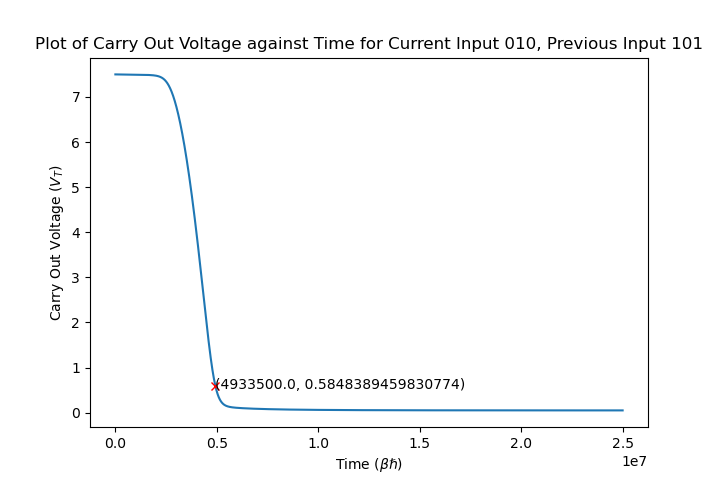 Plot of Carry Out Voltage against Time for Current Input 010, Previous Input 101
Carry Out Voltage (V_T)
7
6
5
4
3
2
1
0
(4933500.0, 0.5848389459830774)
0.0 0.5 1.0 1.5 2.0 2.5
1e7
Time (βℏ)